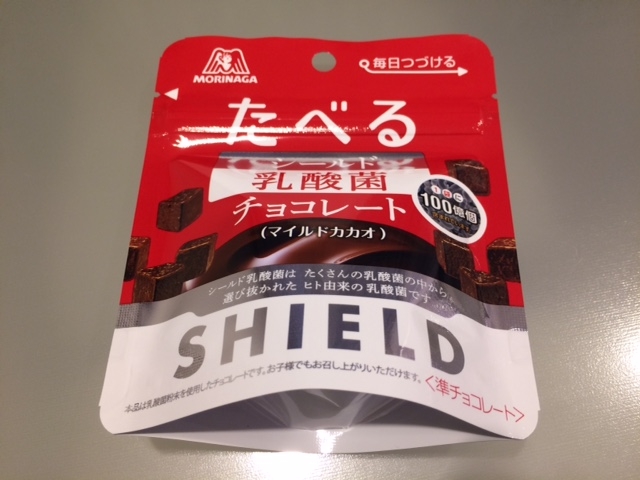 MORINAGA
毎日つづける
たべる
シールド
乳酸菌
チョコレート
(マイルドカカオ)
1袋に
100億個
シールド乳酸菌は たくさんの乳酸菌の中から
選び抜かれた ヒト由来の 乳酸菌です
SHIELD
本品は乳酸菌粉末を使用したチョコレートです。お子様でもお召し上がりいただけます。
<準チョコレート>